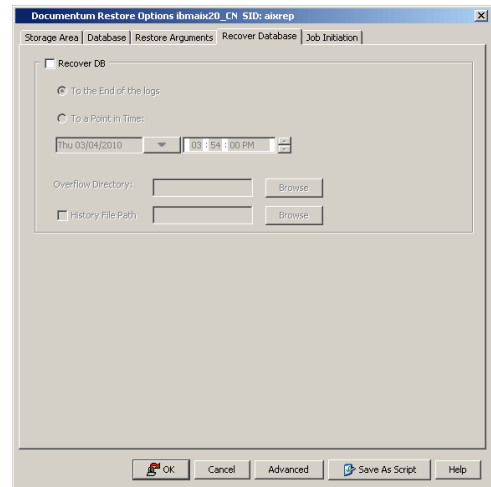 Documentum Restore Options ibmaix20_CN SID: aixrep
Storage Area Database Restore Arguments Recover Database Job Initiation
Recover DB
To the End of the logs
To a Point in Time:
Thu 03/04/2010 03 : 54 : 00 PM
Overflow Directory: Browse
History File Path Browse
OK Cancel Advanced Save As Script Help